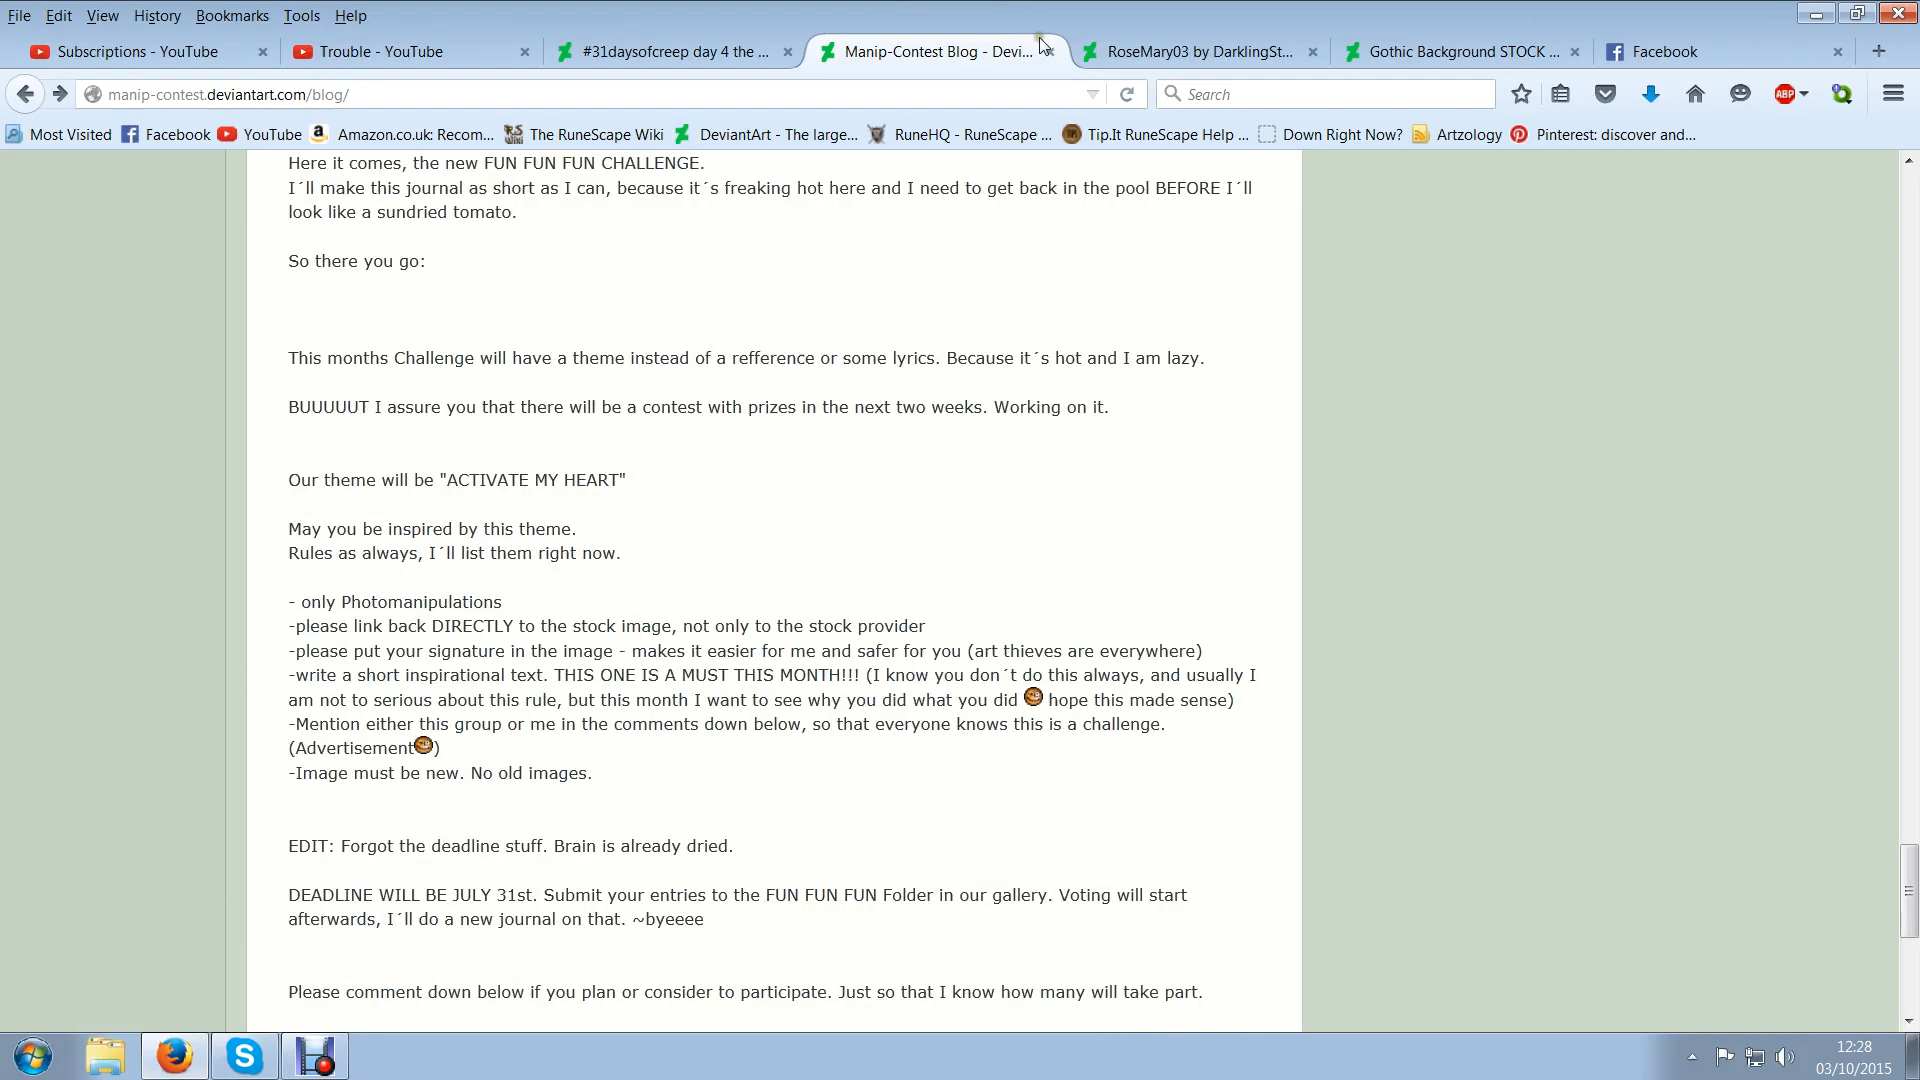 File Edit View History Bookmarks Tools Help
Subscriptions - YouTube
Trouble - YouTube
#31daysofcreep day 4 the ...
Manip-Contest Blog - Devi...
RoseMary03 by DarklingSt...
Gothic Background STOCK ...
Facebook
manip-contest.deviantart.com/blog/
Search
ABP
Most Visited Facebook YouTube Amazon.co.uk: Recom... The RuneScape Wiki DeviantArt - The large... RuneHQ - RuneScape ... Tip.It RuneScape Help ... Down Right Now? Artzology Pinterest: discover and...
Here it comes, the new FUN FUN FUN CHALLENGE.
I´ll make this journal as short as I can, because it´s freaking hot here and I need to get back in the pool BEFORE I´ll
look like a sundried tomato.
So there you go:
This months Challenge will have a theme instead of a refference or some lyrics. Because it´s hot and I am lazy.
BUUUUUT I assure you that there will be a contest with prizes in the next two weeks. Working on it.
Our theme will be "ACTIVATE MY HEART"
May you be inspired by this theme.
Rules as always, I´ll list them right now.
- only Photomanipulations
-please link back DIRECTLY to the stock image, not only to the stock provider
-please put your signature in the image - makes it easier for me and safer for you (art thieves are everywhere)
-write a short inspirational text. THIS ONE IS A MUST THIS MONTH!!! (I know you don´t do this always, and usually I
am not to serious about this rule, but this month I want to see why you did what you did hope this made sense)
-Mention either this group or me in the comments down below, so that everyone knows this is a challenge.
(Advertisement)
-Image must be new. No old images.
EDIT: Forgot the deadline stuff. Brain is already dried.
DEADLINE WILL BE JULY 31st. Submit your entries to the FUN FUN FUN Folder in our gallery. Voting will start
afterwards, I´ll do a new journal on that. ~byeeee
Please comment down below if you plan or consider to participate. Just so that I know how many will take part.
12:28
03/10/2015